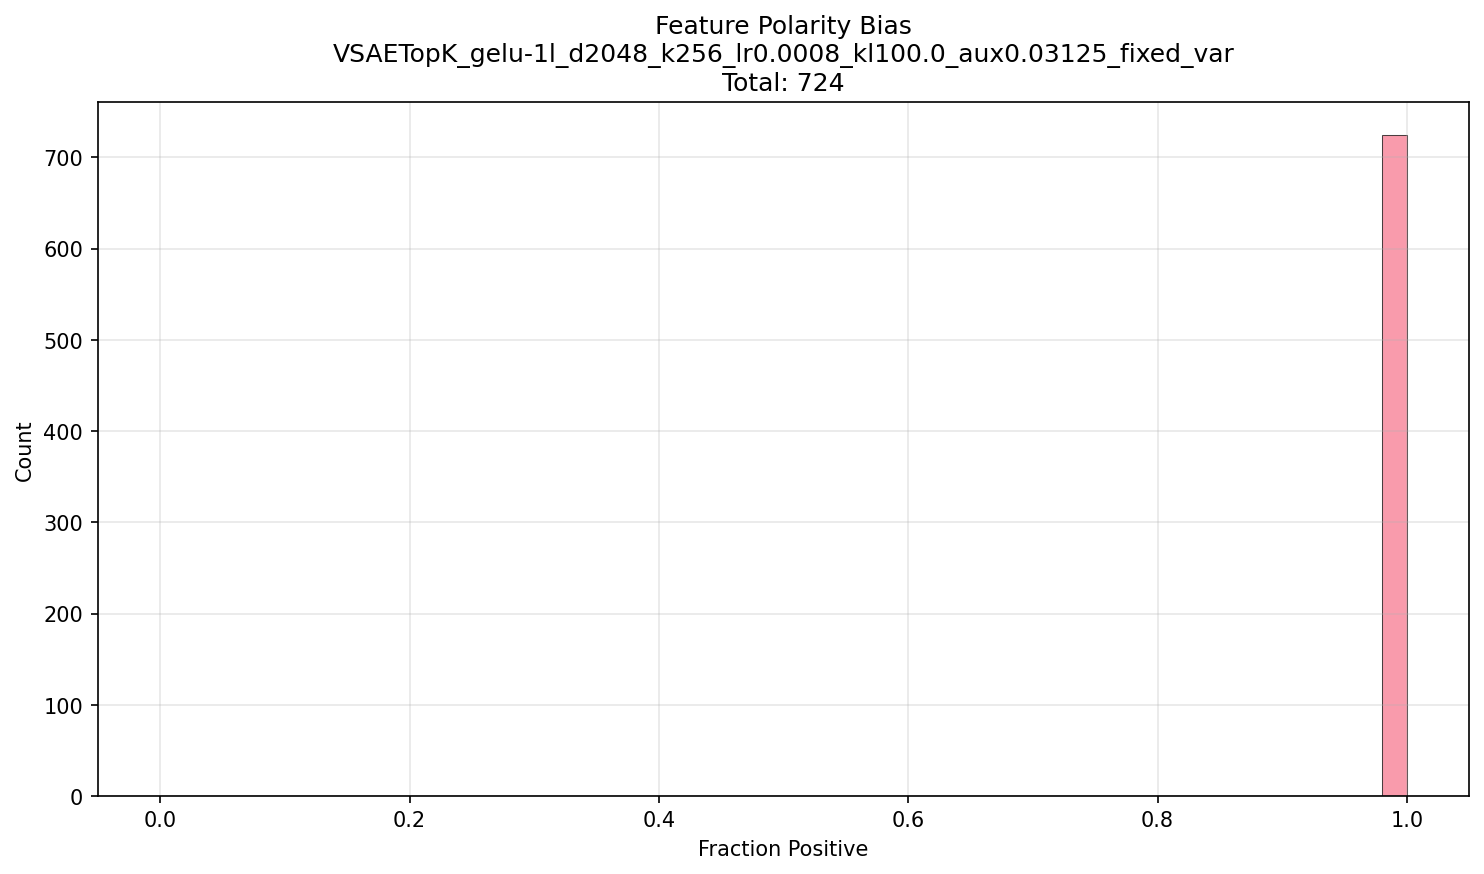 Feature Polarity Bias
VSAETopK_gelu-1l_d2048_k256_lr0.0008_kl100.0_aux0.03125_fixed_var
Total: 724
700
600
500
400
300
200
100
0
Count
0.0 0.2 0.4 0.6 0.8 1.0
Fraction Positive